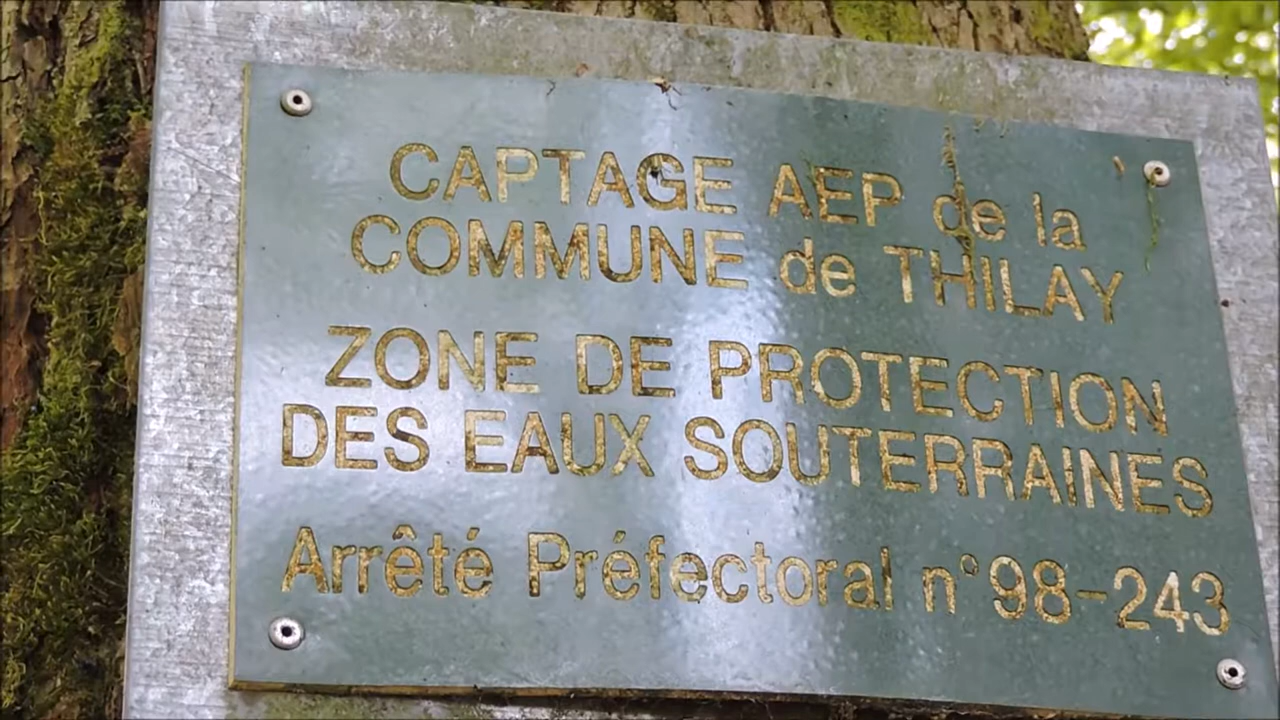 CAPTAGE AEP de la
COMMUNE de THILAY
ZONE DE PROTECTION
DES EAUX SOUTERRAINES
Arrêté Préfectoral n°98-243